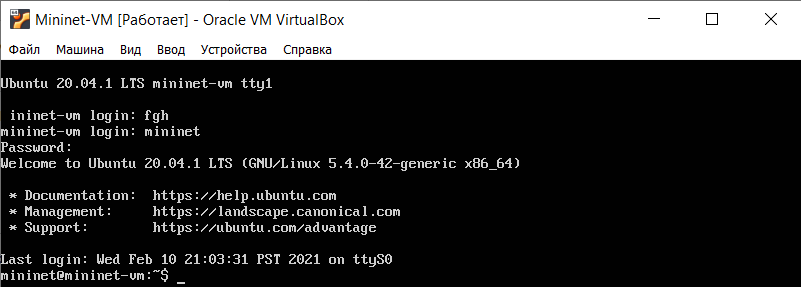 Mininet-VM [Работает] - Oracle VM VirtualBox
Файл Машина Вид Ввод Устройства Справка
Ubuntu 20.04.1 LTS mininet-vm tty1
ininet-vm login: fgh
mininet-vm login: mininet
Password:
Welcome to Ubuntu 20.04.1 LTS (GNU/Linux 5.4.0-42-generic x86_64)
* Documentation: https://help.ubuntu.com
* Management: https://landscape.canonical.com
* Support: https://ubuntu.com/advantage
Last login: Wed Feb 10 21:03:31 PST 2021 on ttyS0
mininet@mininet-vm:~$ _